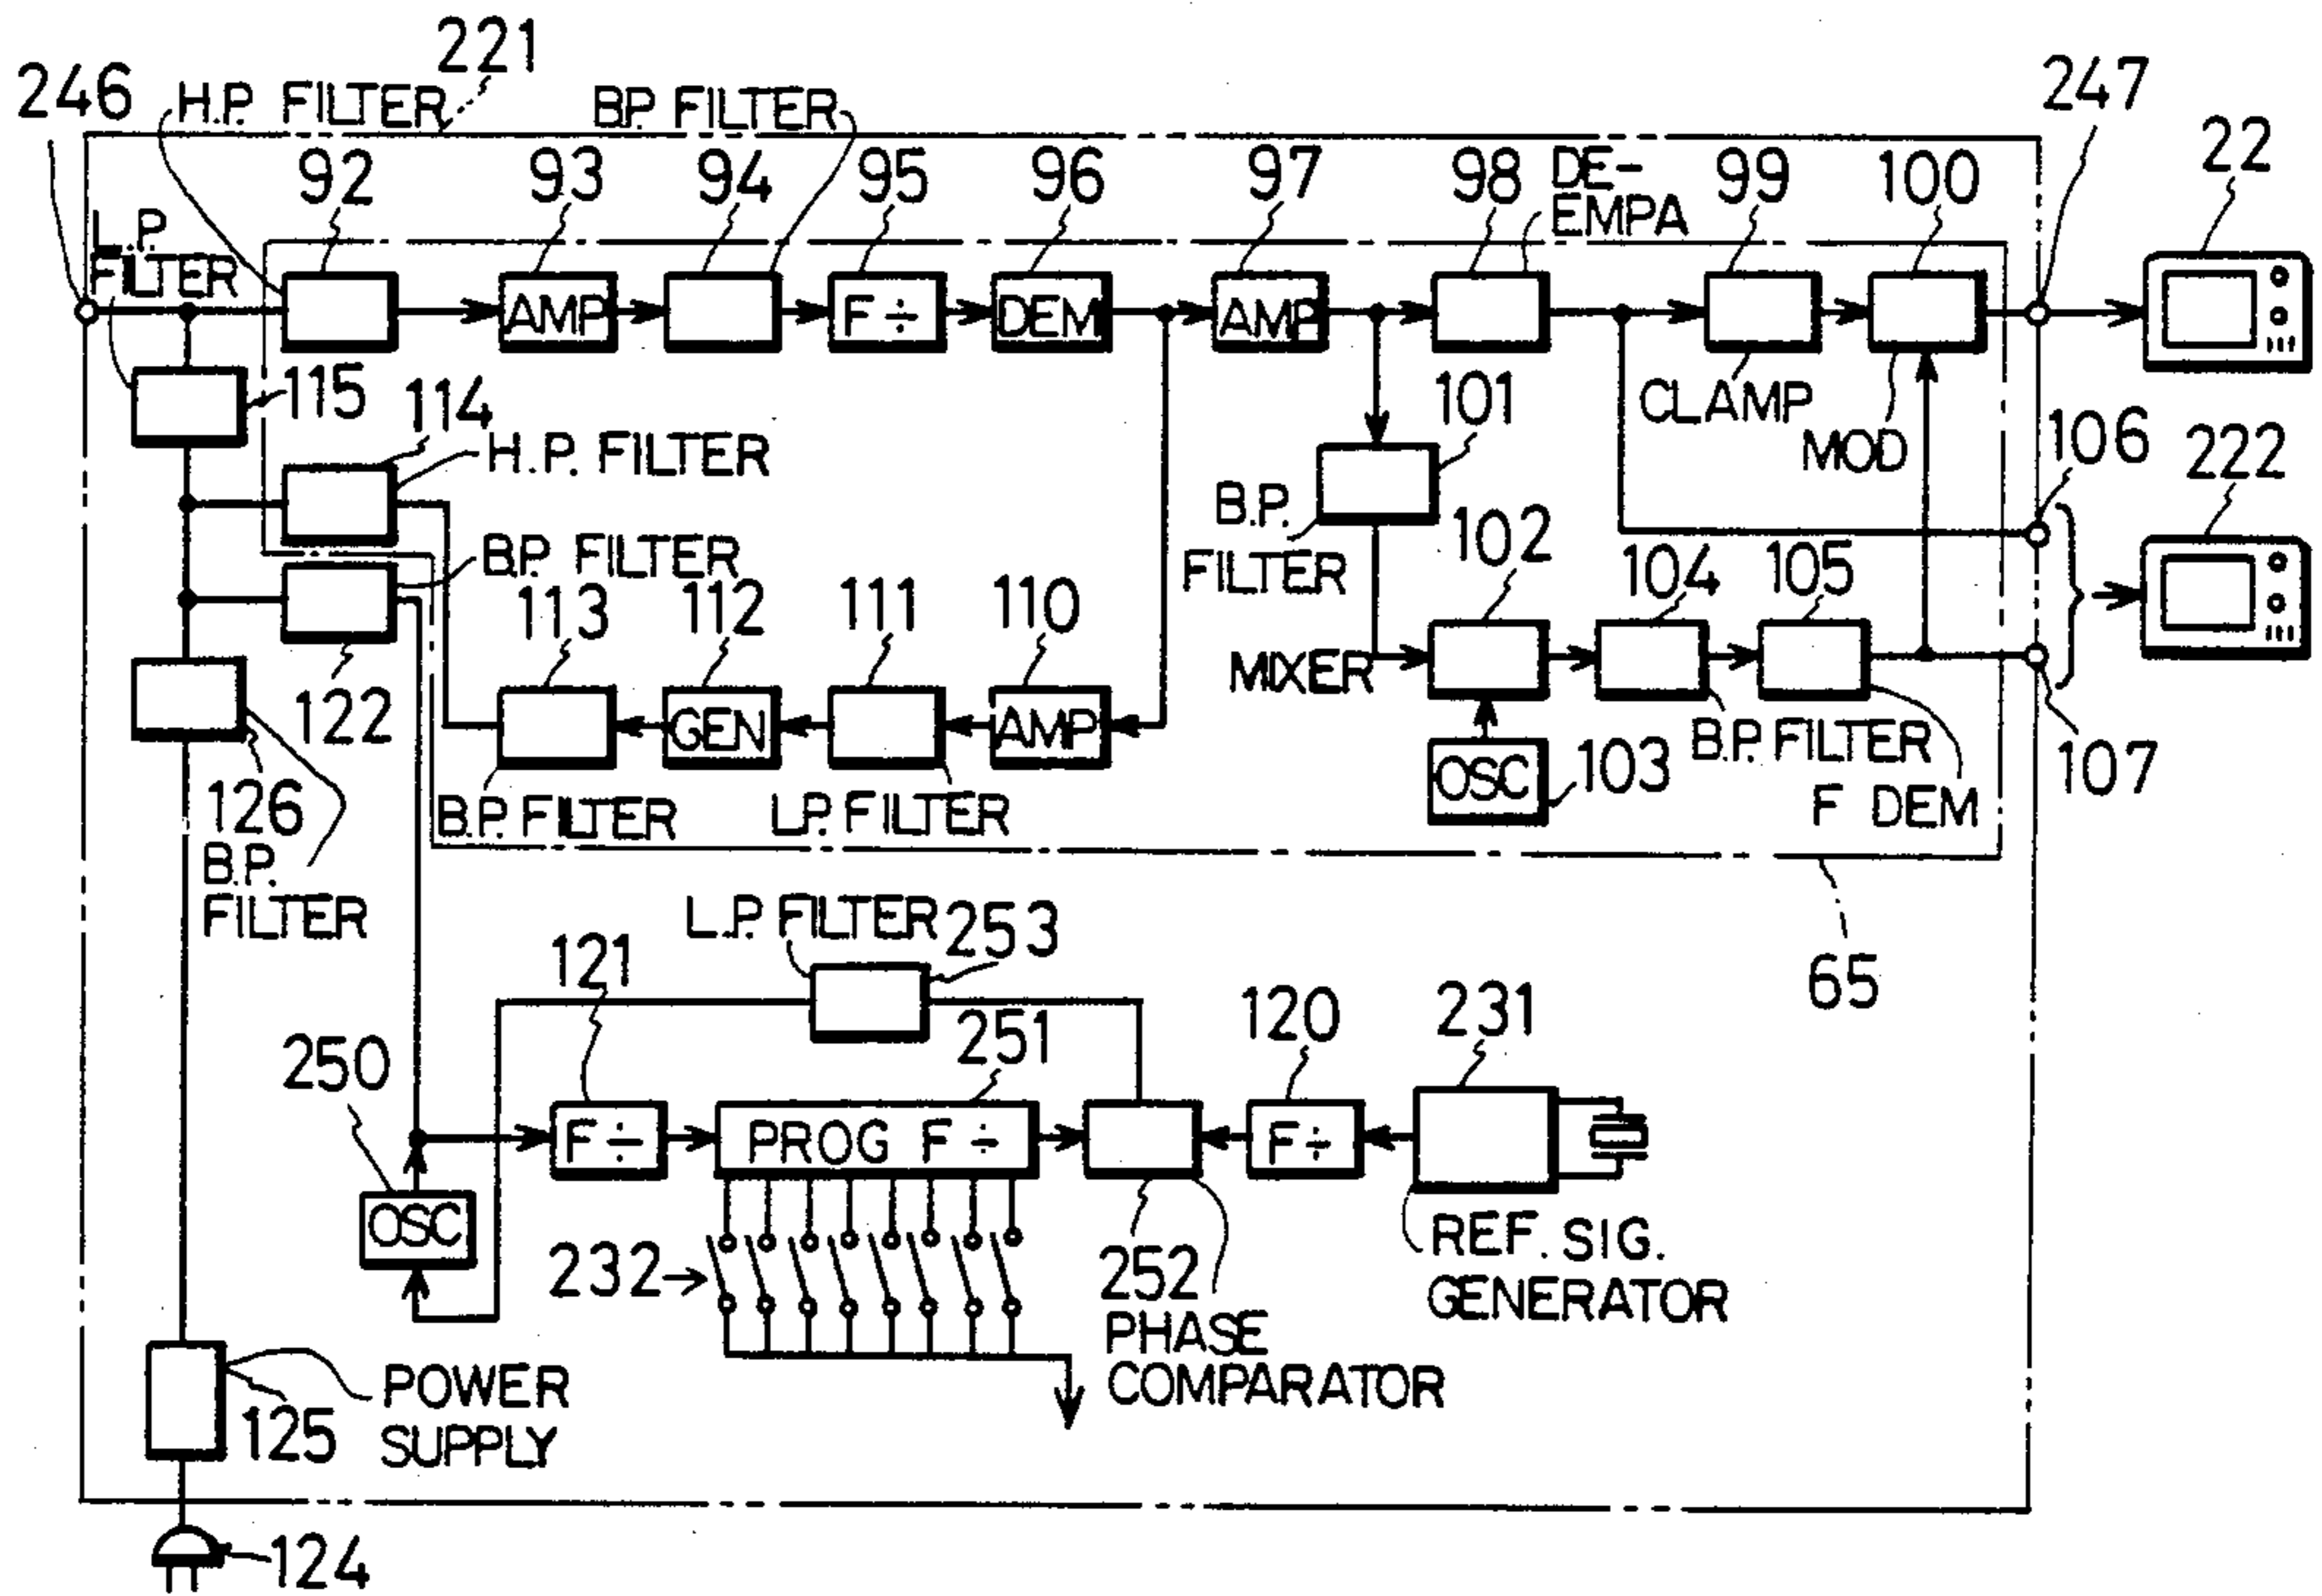 221
246
H.P. FILTER
B.P. FILTER
247
92
93
94
95
96
97
98
DE-
EMPA
99
100
22
L.P.
FILTER
AMP
F ÷
DEM
AMP
115
114
H.P. FILTER
101
CLAMP
MOD
106
222
B.P.
FILTER
B.P. FILTER
102
104
105
113
112
111
110
122
MIXER
GEN
AMP
126
B.P.
FILTER
B.P. FILTER
L.P. FILTER
OSC
103
B.P. FILTER
F DEM
107
L.P. FILTER
253
65
121
251
120
231
250
F ÷
PROG F ÷
F ÷
OSC
232
252
PHASE
COMPARATOR
REF. SIG.
GENERATOR
POWER
SUPPLY
125
124